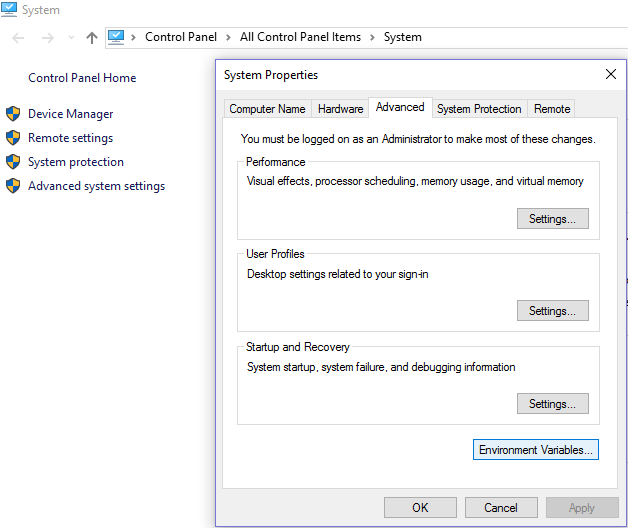 System
Control Panel > All Control Panel Items > System
Control Panel Home
Device Manager
Remote settings
System protection
Advanced system settings
System Properties
Computer Name Hardware Advanced System Protection Remote
You must be logged on as an Administrator to make most of these changes.
Performance
Visual effects, processor scheduling, memory usage, and virtual memory
Settings...
User Profiles
Desktop settings related to your sign-in
Settings...
Startup and Recovery
System startup, system failure, and debugging information
Settings...
Environment Variables...
OK Cancel Apply